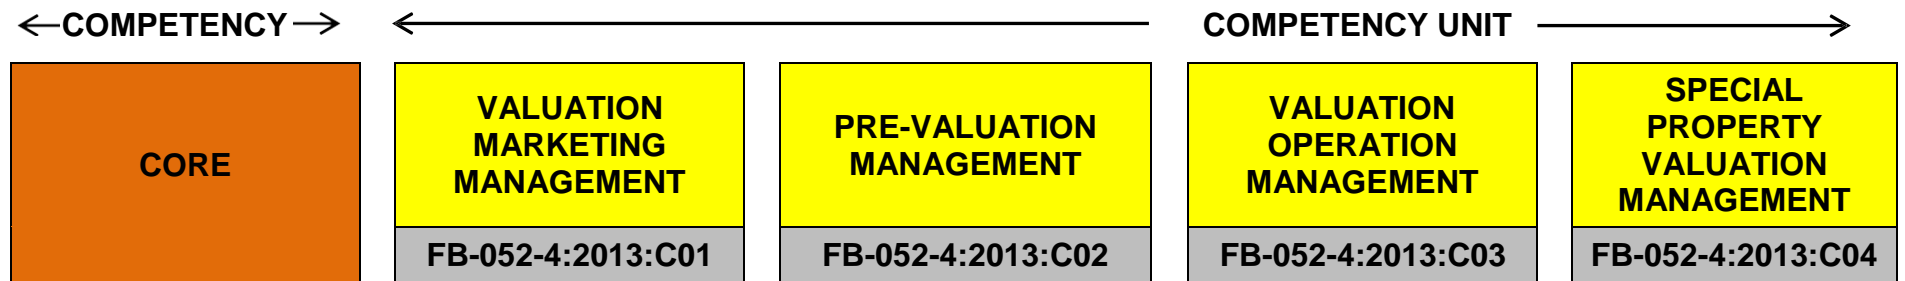 COMPETENCY
COMPETENCY UNIT
CORE
VALUATION
MARKETING
MANAGEMENT
FB-052-4:2013:C01
PRE-VALUATION
MANAGEMENT
FB-052-4:2013:C02
VALUATION
OPERATION
MANAGEMENT
FB-052-4:2013:C03
SPECIAL
PROPERTY
VALUATION
MANAGEMENT
FB-052-4:2013:C04